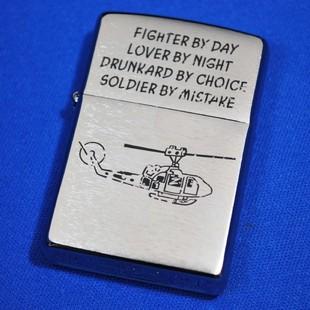 FIGHTER BY DAY
LOVER BY NIGHT
DRUNKARD BY CHOICE
SOLDIER BY MiSTAKE